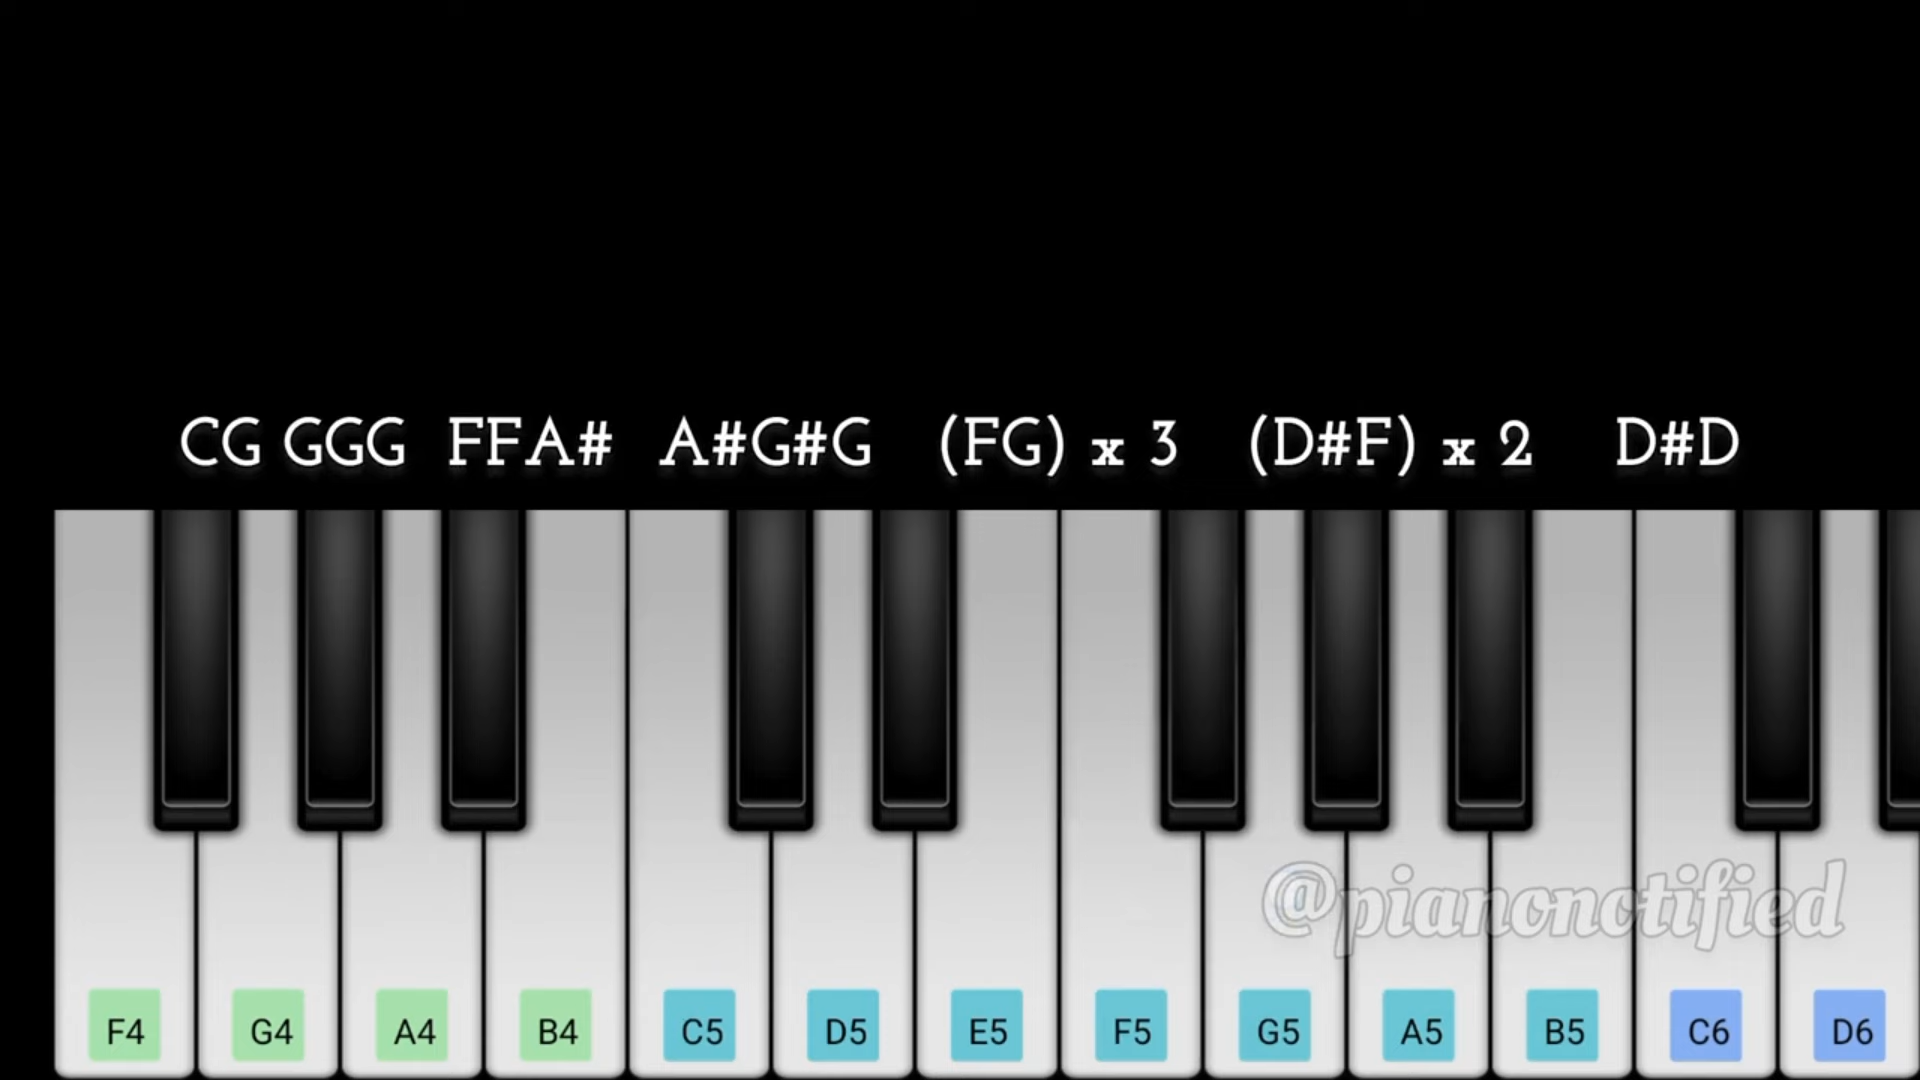 CG GGG FFA# A#G#G (FG) x 3 (D#F) x 2 D#D
@pianonotified
F4 G4 A4 B4 C5 D5 E5 F5 G5 A5 B5 C6 D6